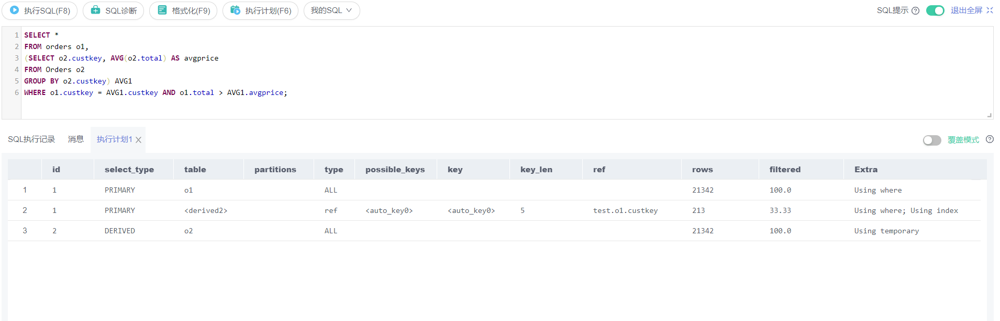 执行SQL(F8) SQL诊断 格式化(F9) 执行计划(F6) 我的SQL SQL提示 退出全屏
1 SELECT *
2 FROM orders o1,
3 (SELECT o2.custkey, AVG(o2.total) AS avgprice
4 FROM Orders o2
5 GROUP BY o2.custkey) AVG1
6 WHERE o1.custkey = AVG1.custkey AND o1.total > AVG1.avgprice;
SQL执行记录 消息 执行计划1 覆盖模式
id select_type table partitions type possible_keys key key_len ref rows filtered Extra
1 1 PRIMARY o1 ALL 21342 100.0 Using where
2 1 PRIMARY <derived2> ref <auto_key0> <auto_key0> 5 test.o1.custkey 213 33.33 Using where; Using index
3 2 DERIVED o2 ALL 21342 100.0 Using temporary